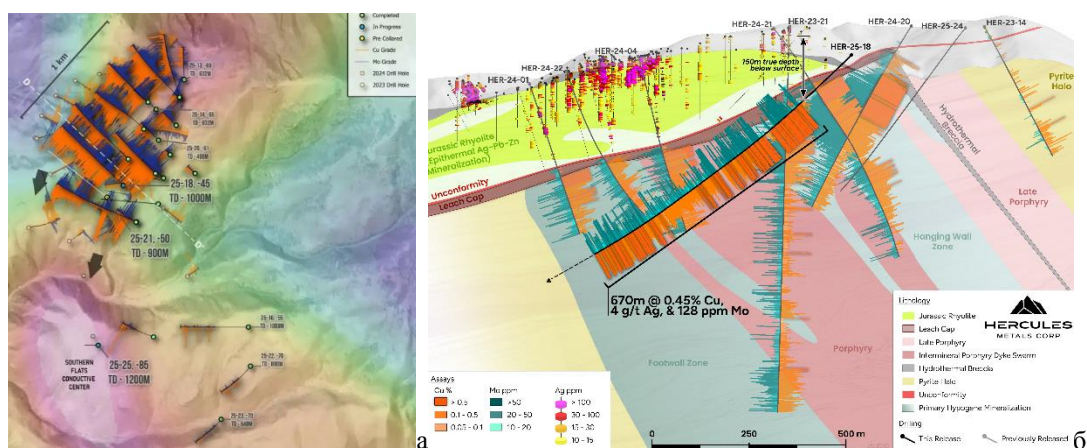 Completed
In Progress
Pre Collared
Cu Grade
Mo Grade
2024 Drill Hole
2023 Drill Hole
1 km
25-18, -45
TD - 1000M
25-21, -50
TD - 900M
25-25, -85
TD - 1200M
SOUTHERN
FLATS
CONDUCTIVE
CENTER
а
HER-24-01
HER-24-22
HER-24-04
HER-24-21
HER-23-21
HER-24-20
HER-25-24
HER-23-14
HER-25-18
150m true depth
below surface
Pyrite
Halo
Jurassic Rhyolite
(Epithermal Ag-Pb-Zn
Mineralization)
Unconformity
Leach Cap
Hydrothermal
Breccia
Late
Porphyry
Hanging Wall
Zone
670m @ 0.45% Cu,
4 g/t Ag, & 128 ppm Mo
Footwall Zone
Porphyry
Assays
Cu %
> 0.5
0.1 - 0.5
0.05 - 0.1
Mo ppm
>50
20 - 50
10 - 20
Ag ppm
> 100
30 - 100
15 - 30
10 - 15
0
250
500 m
Lithology
Jurassic Rhyolite
Leach Cap
Late Porphyry
Intermineral Porphyry Dyke Swarm
Hydrothermal Breccia
Pyrite Halo
Unconformity
Primary Hypogene Mineralization
Drilling
This Release
Previously Released
HERCULES
METALS CORP
б